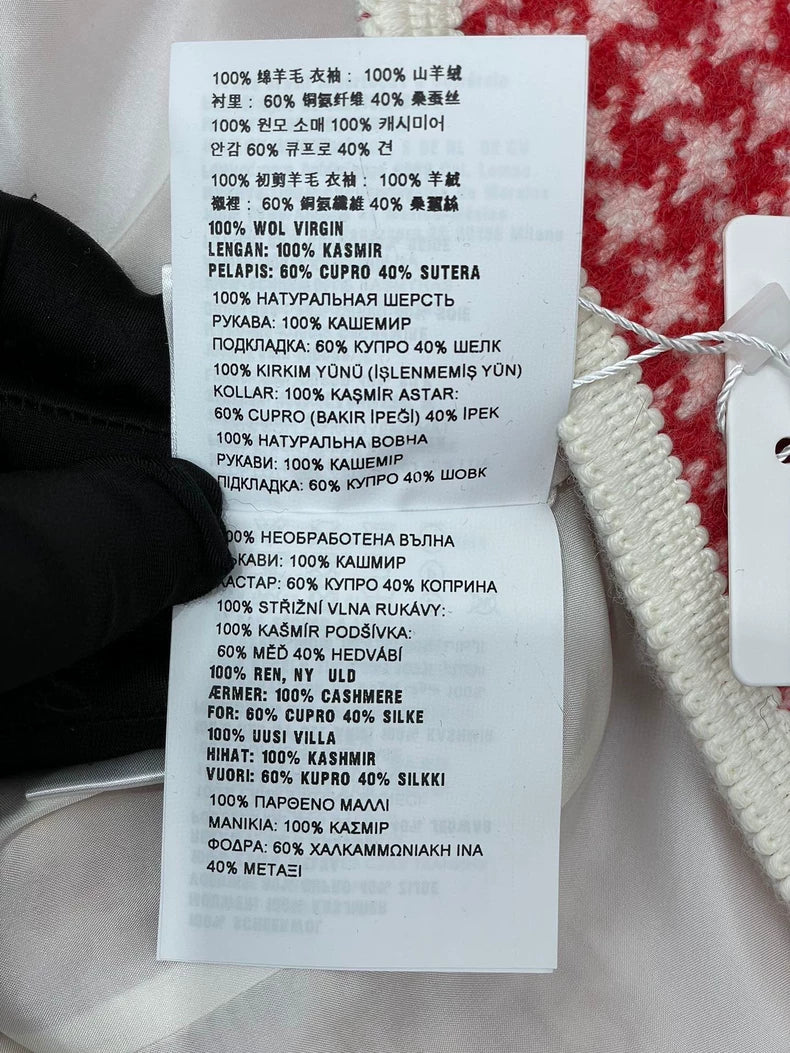 100% 绵羊毛 衣袖： 100% 山羊绒
衬里： 60% 铜氨纤维 40% 桑蚕丝
100% 원모 소매 100% 캐시미어
안감 60% 큐프로 40% 견
100% 初剪羊毛 衣袖： 100% 羊絨
襯裡： 60% 銅氨纖維 40% 桑蠶絲
100% WOL VIRGIN
LENGAN: 100% KASMIR
PELAPIS: 60% CUPRO 40% SUTERA
100% НАТУРАЛЬНАЯ ШЕРСТЬ
РУКАВА: 100% КАШЕМИР
ПОДКЛАДКА: 60% КУПРО 40% ШЕЛК
100% KIRKIM YÜNÜ (İŞLENMEMİŞ YÜN)
KOLLAR: 100% KAŞMİR ASTAR:
60% CUPRO (BAKIR İPEĞİ) 40% İPEK
100% НАТУРАЛЬНА ВОВНА
РУКАВИ: 100% КАШЕМІР
ПІДКЛАДКА: 60% КУПРО 40% ШОВК
00% НЕОБРАБОТЕНА ВЪЛНА
КАВИ: 100% КАШМИР
ХАСТАР: 60% КУПРО 40% КОПРИНА
100% STŘIŽNÍ VLNA RUKÁVY:
100% KAŠMÍR PODŠÍVKA:
60% MĚĎ 40% HEDVÁBÍ
100% REN, NY ULD
ÆRMER: 100% CASHMERE
FOR: 60% CUPRO 40% SILKE
100% UUSI VILLA
HIHAT: 100% KASHMIR
VUORI: 60% KUPRO 40% SILKKI
100% ΠΑΡΘΕΝΟ ΜΑΛΛΙ
ΜΑΝΙΚΙΑ: 100% ΚΑΣΜΙΡ
ΦΟΔΡΑ: 60% ΧΑΛΚΑΜΜΩΝΙΑΚΗ ΙΝΑ
40% ΜΕΤΑΞΙ